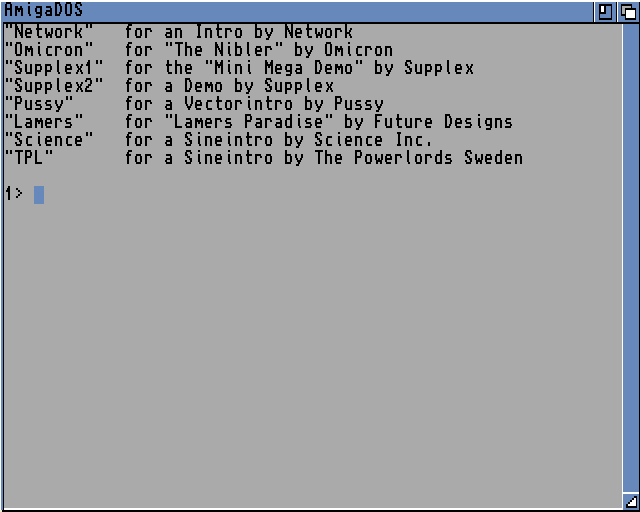 AmigaDOS
"Network"   for an Intro by Network
"Omicron"   for "The Nibler" by Omicron
"Supplex1"  for the "Mini Mega Demo" by Supplex
"Supplex2"  for a Demo by Supplex
"Pussy"     for a Vectorintro by Pussy
"Lamers"    for "Lamers Paradise" by Future Designs
"Science"   for a Sineintro by Science Inc.
"TPL"       for a Sineintro by The Powerlords Sweden
1>